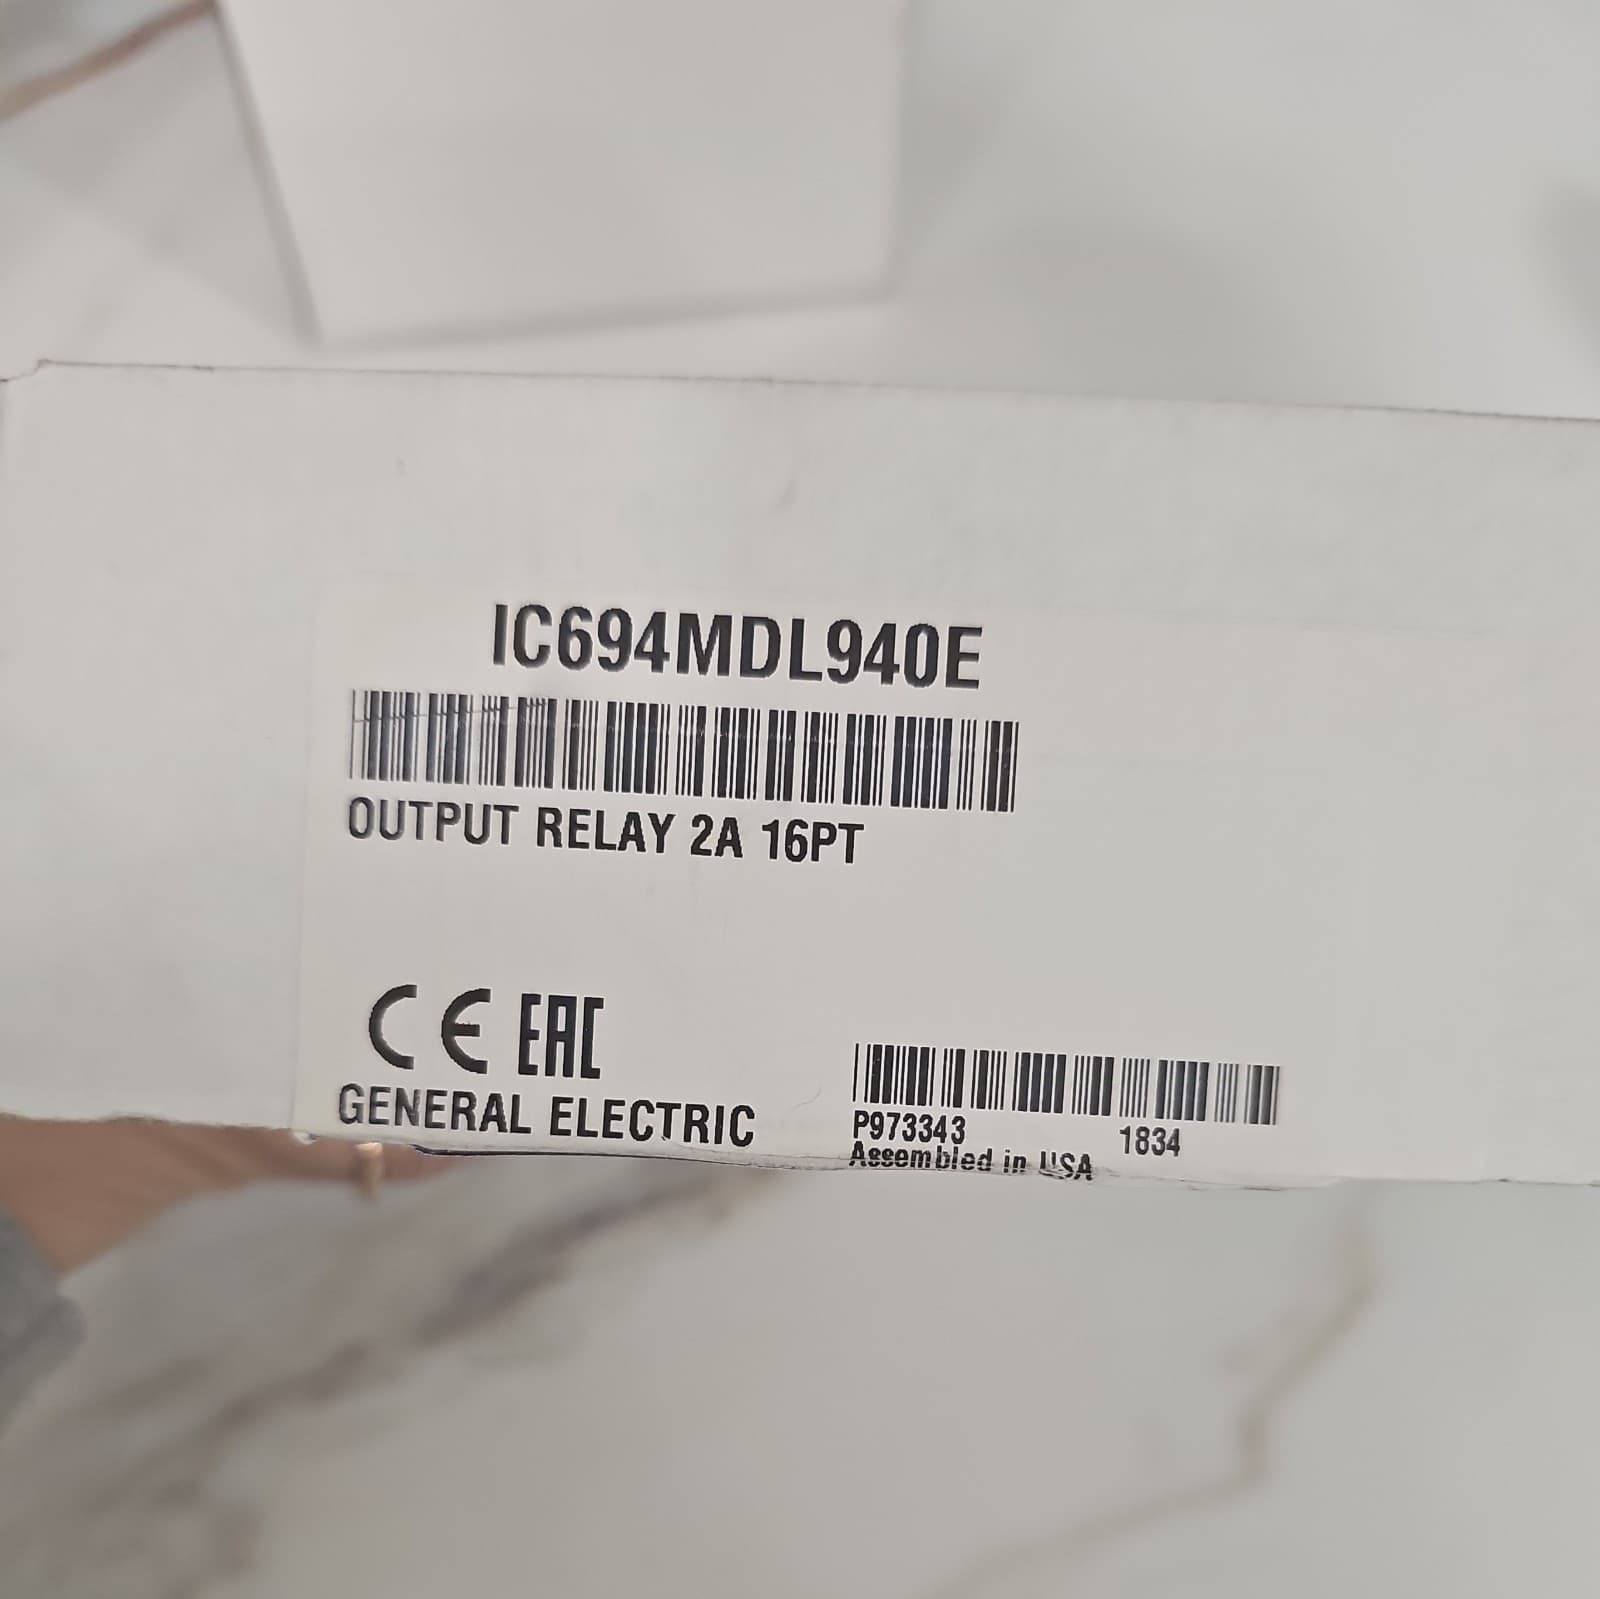 IC694MDL940E
OUTPUT RELAY 2A 16PT
CE EAC
GENERAL ELECTRIC
P973343 1834
Assembled in USA